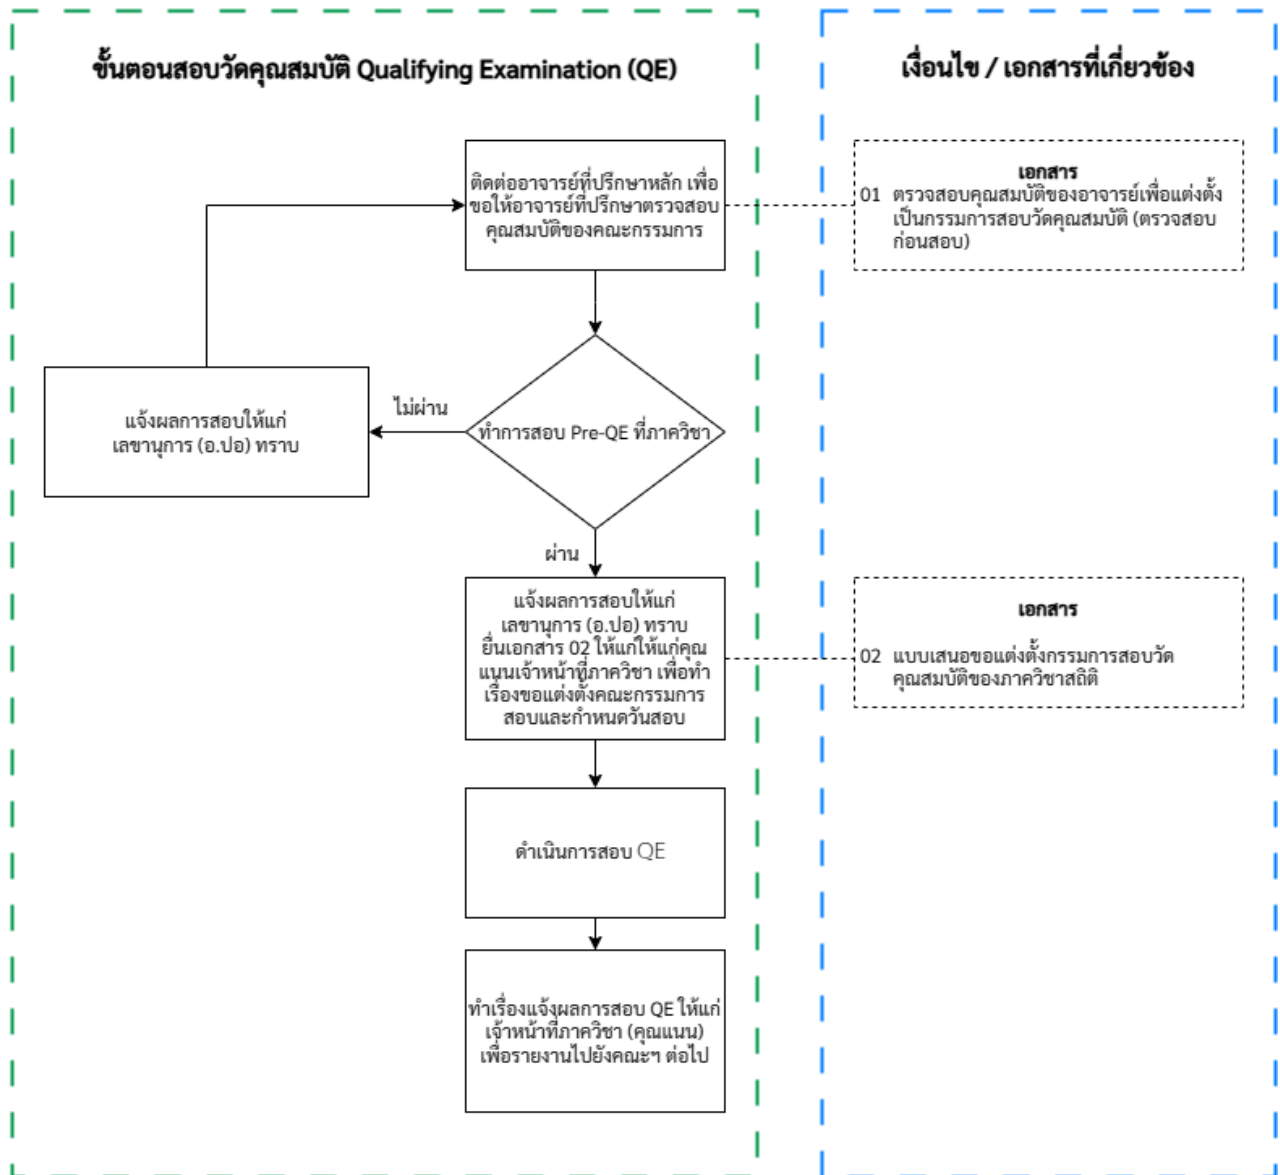 ขั้นตอนสอบวัดคุณสมบัติ Qualifying Examination (QE)
เงื่อนไข / เอกสารที่เกี่ยวข้อง
ติดต่ออาจารย์ที่ปรึกษาหลัก เพื่อ
ขอให้อาจารย์ที่ปรึกษาตรวจสอบ
คุณสมบัติของคณะกรรมการ
เอกสาร
01 ตรวจสอบคุณสมบัติของอาจารย์เพื่อแต่งตั้ง
เป็นกรรมการสอบวัดคุณสมบัติ (ตรวจสอบ
ก่อนสอบ)
ทำการสอบ Pre-QE ที่ภาควิชา
ไม่ผ่าน
แจ้งผลการสอบให้แก่
เลขานุการ (อ.ปอ) ทราบ
ผ่าน
แจ้งผลการสอบให้แก่
เลขานุการ (อ.ปอ) ทราบ
ยื่นเอกสาร 02 ให้แก่ให้แก่คุณ
แนนเจ้าหน้าที่ภาควิชา เพื่อทำ
เรื่องขอแต่งตั้งคณะกรรมการ
สอบและกำหนดวันสอบ
เอกสาร
02 แบบเสนอขอแต่งตั้งกรรมการสอบวัด
คุณสมบัติของภาควิชาสถิติ
ดำเนินการสอบ QE
ทำเรื่องแจ้งผลการสอบ QE ให้แก่
เจ้าหน้าที่ภาควิชา (คุณแนน)
เพื่อรายงานไปยังคณะฯ ต่อไป